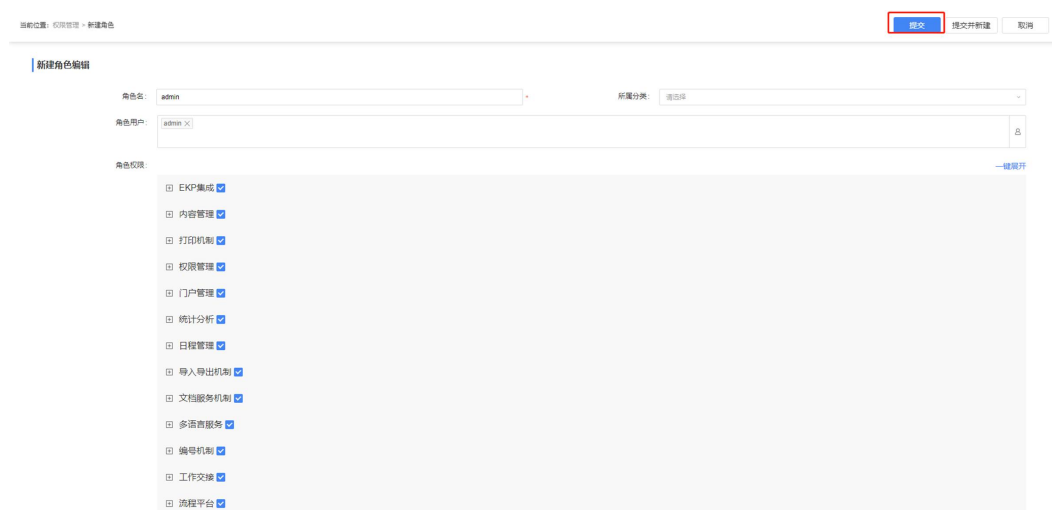 当前位置：权限管理 > 新建角色 提交 提交并新建 取消
新建角色编辑
角色名： admin * 所属分类： 请选择
角色用户： admin ×
角色权限： 一键展开
EKP集成
内容管理
打印机制
权限管理
门户管理
统计分析
日程管理
导入导出机制
文档服务机制
多语言服务
编号机制
工作交接
流程平台